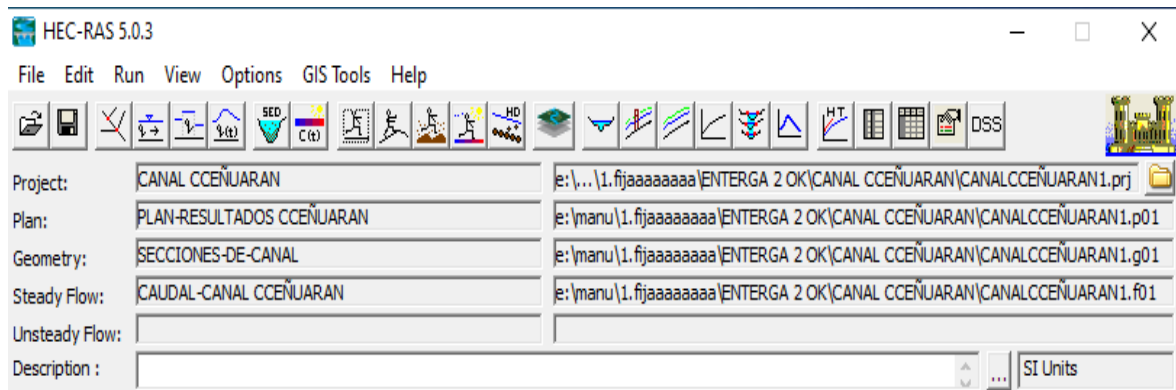 HEC-RAS 5.0.3
File Edit Run View Options GIS Tools Help
SED C(t) HD HT DSS
Project: CANAL CCEÑUARAN e:\...\1.fijaaaaaaaa\ENTERGA 2 OK\CANAL CCEÑUARAN\CANALCCEÑUARAN1.prj
Plan: PLAN-RESULTADOS CCEÑUARAN e:\manu\1.fijaaaaaaaa\ENTERGA 2 OK\CANAL CCEÑUARAN\CANALCCEÑUARAN1.p01
Geometry: SECCIONES-DE-CANAL e:\manu\1.fijaaaaaaaa\ENTERGA 2 OK\CANAL CCEÑUARAN\CANALCCEÑUARAN1.g01
Steady Flow: CAUDAL-CANAL CCEÑUARAN e:\manu\1.fijaaaaaaaa\ENTERGA 2 OK\CANAL CCEÑUARAN\CANALCCEÑUARAN1.f01
Unsteady Flow:
Description : ... SI Units